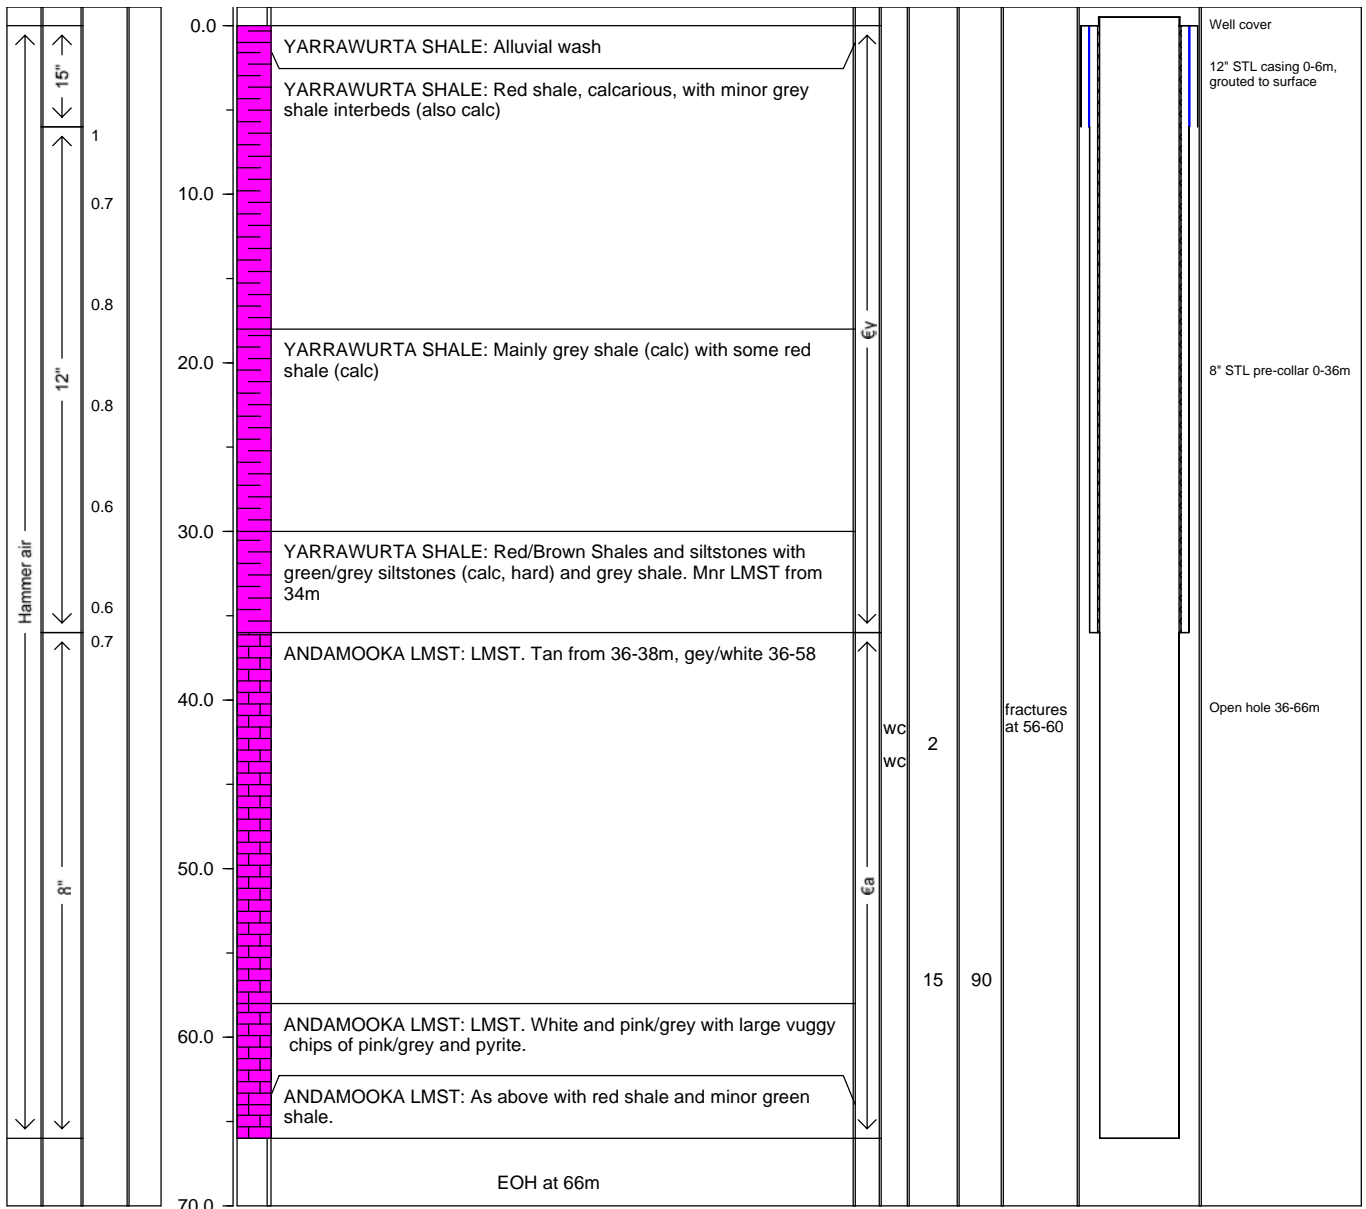 0.0
YARRAWURTA SHALE: Alluvial wash
Well cover
15"
12" STL casing 0-6m,
grouted to surface
YARRAWURTA SHALE: Red shale, calcarious, with minor grey
shale interbeds (also calc)
1
10.0
0.7
0.8
€y
YARRAWURTA SHALE: Mainly grey shale (calc) with some red
shale (calc)
20.0
12"
8" STL pre-collar 0-36m
0.8
0.6
30.0
Hammer air
YARRAWURTA SHALE: Red/Brown Shales and siltstones with
green/grey siltstones (calc, hard) and grey shale. Mnr LMST from
34m
0.6
0.7
ANDAMOOKA LMST: LMST. Tan from 36-38m, gey/white 36-58
40.0
fractures
at 56-60
Open hole 36-66m
wc
2
wc
50.0
8"
€a
15
90
60.0
ANDAMOOKA LMST: LMST. White and pink/grey with large vuggy
chips of pink/grey and pyrite.
ANDAMOOKA LMST: As above with red shale and minor green
shale.
EOH at 66m
70.0